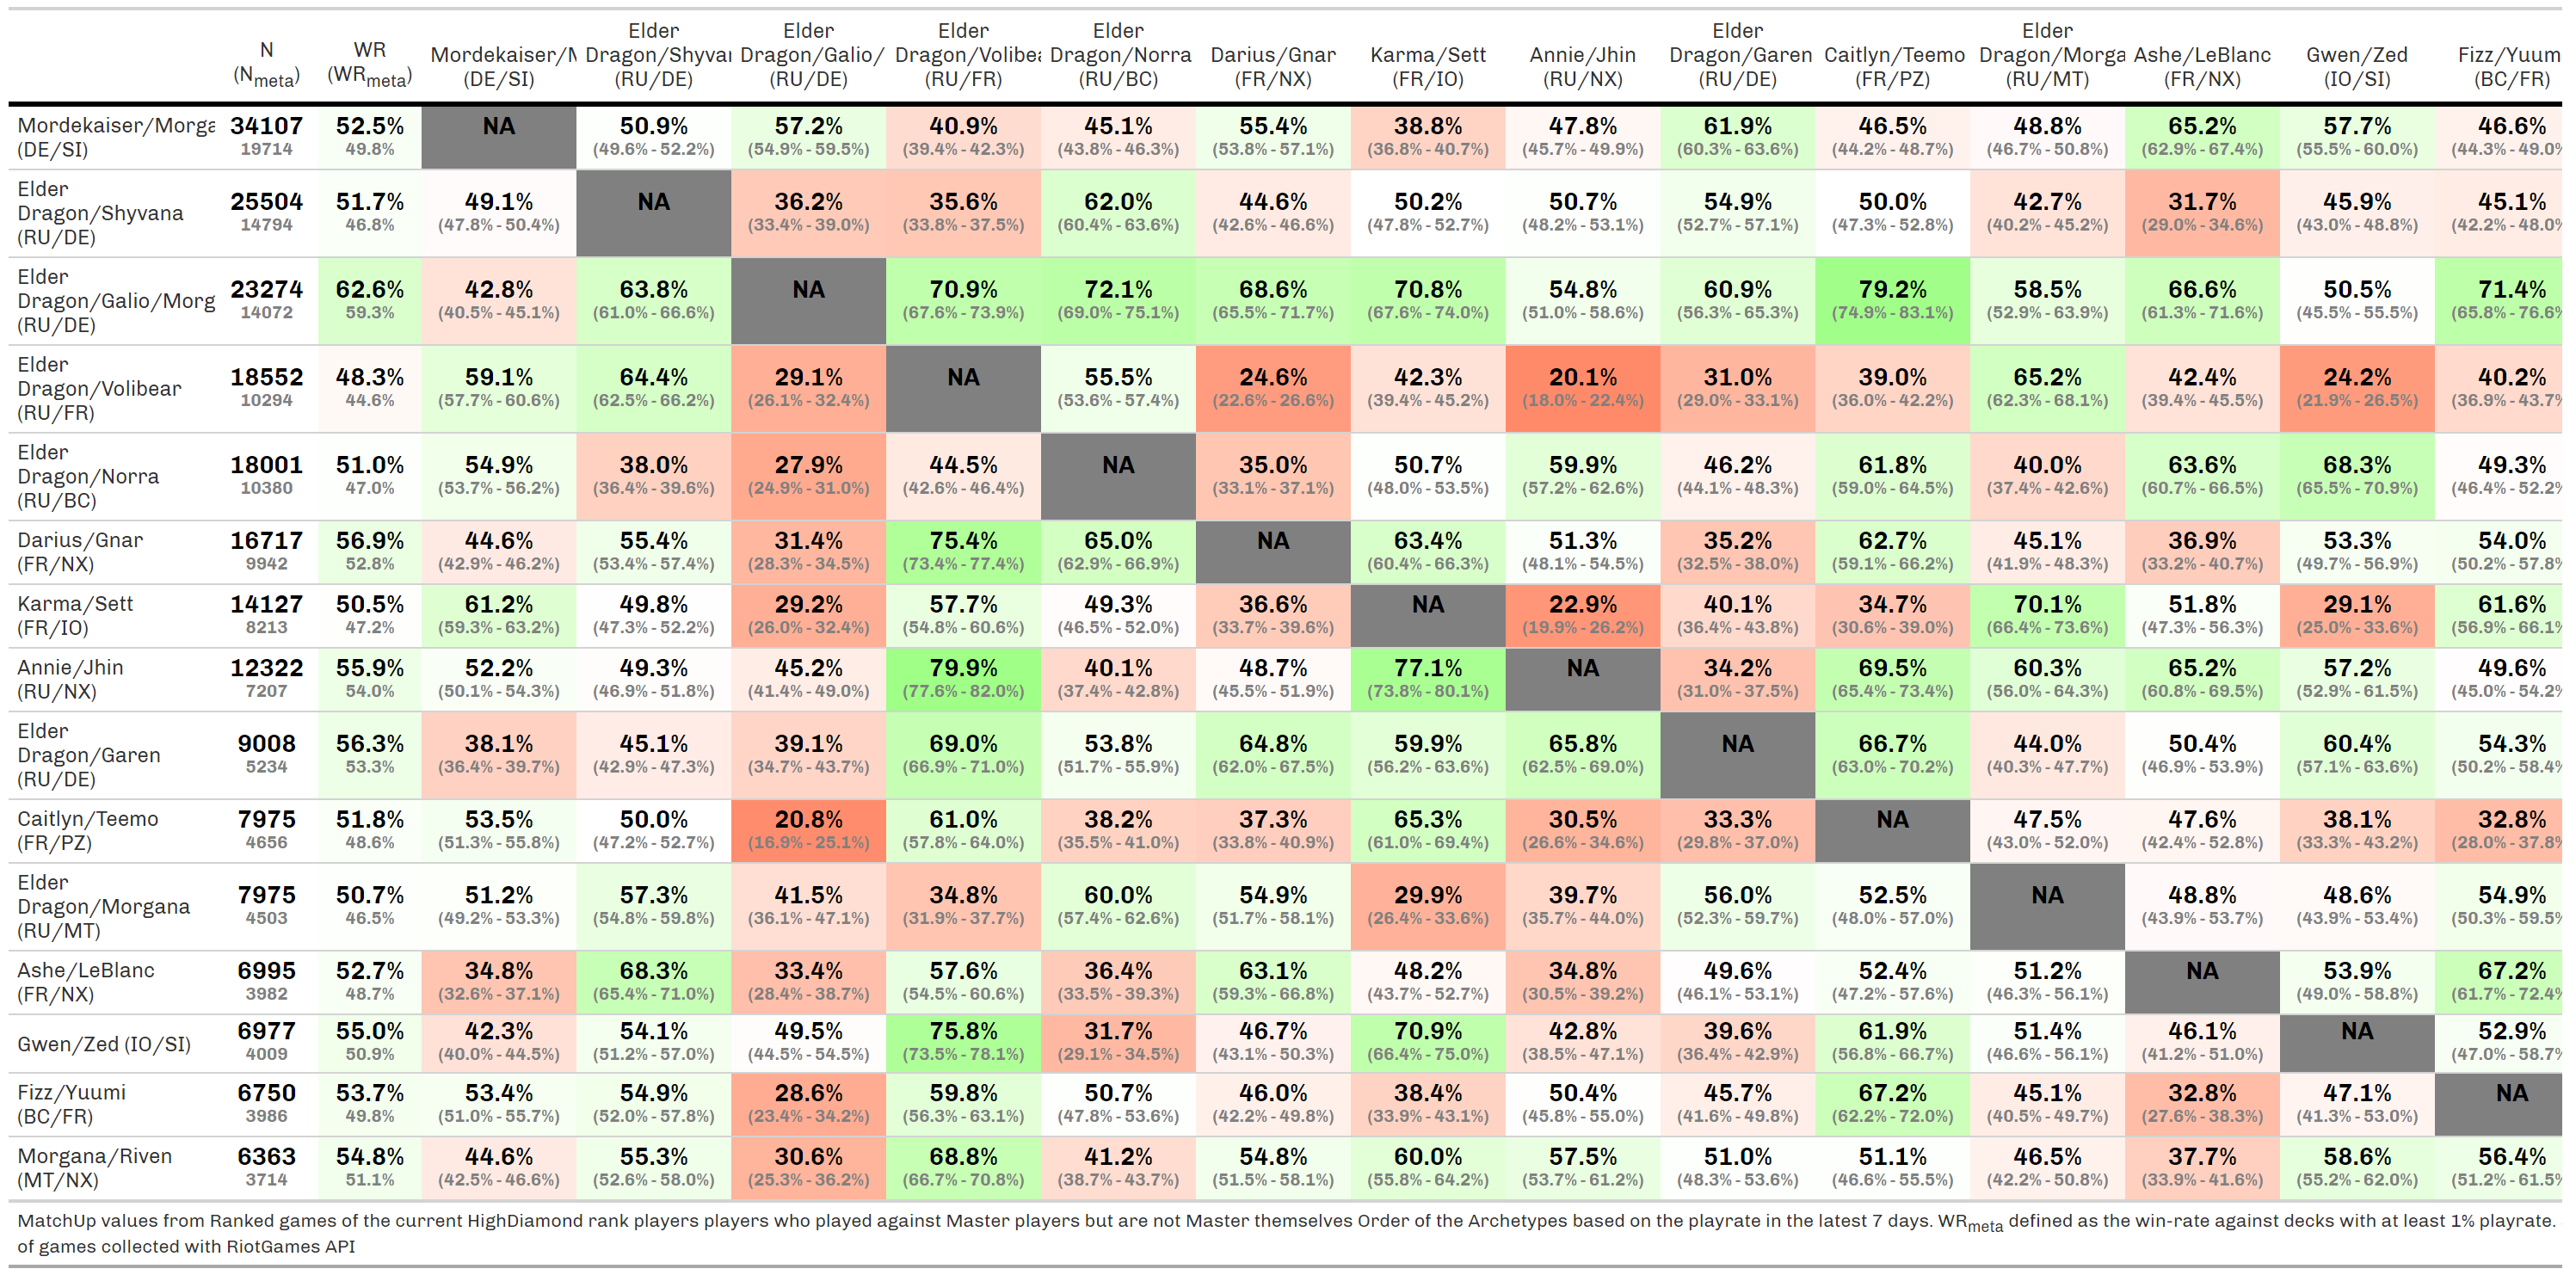 Elder Elder Elder Elder Elder Elder
N WR Mordekaiser/M Dragon/Shyvan Dragon/Galio/ Dragon/Volibea Dragon/Norra Darius/Gnar Karma/Sett Annie/Jhin Dragon/Garen Caitlyn/Teemo Dragon/Morga Ashe/LeBlanc Gwen/Zed Fizz/Yuum
(Nmeta) (WRmeta) (DE/SI) (RU/DE) (RU/DE) (RU/FR) (RU/BC) (FR/NX) (FR/IO) (RU/NX) (RU/DE) (FR/PZ) (RU/MT) (FR/NX) (IO/SI) (BC/FR)
Mordekaiser/Morga 34107 52.5% NA 50.9% 57.2% 40.9% 45.1% 55.4% 38.8% 47.8% 61.9% 46.5% 48.8% 65.2% 57.7% 46.6%
(DE/SI) 19714 49.8% (49.6% - 52.2%) (54.9% - 59.5%) (39.4% - 42.3%) (43.8% - 46.3%) (53.8% - 57.1%) (36.8% - 40.7%) (45.7% - 49.9%) (60.3% - 63.6%) (44.2% - 48.7%) (46.7% - 50.8%) (62.9% - 67.4%) (55.5% - 60.0%) (44.3% - 49.0%
Elder
Dragon/Shyvana 25504 51.7% 49.1% NA 36.2% 35.6% 62.0% 44.6% 50.2% 50.7% 54.9% 50.0% 42.7% 31.7% 45.9% 45.1%
(RU/DE) 14794 46.8% (47.8% - 50.4%) (33.4% - 39.0%) (33.8% - 37.5%) (60.4% - 63.6%) (42.6% - 46.6%) (47.8% - 52.7%) (48.2% - 53.1%) (52.7% - 57.1%) (47.3% - 52.8%) (40.2% - 45.2%) (29.0% - 34.6%) (43.0% - 48.8%) (42.2% - 48.0%
Elder
Dragon/Galio/Morg 23274 62.6% 42.8% 63.8% NA 70.9% 72.1% 68.6% 70.8% 54.8% 60.9% 79.2% 58.5% 66.6% 50.5% 71.4%
(RU/DE) 14072 59.3% (40.5% - 45.1%) (61.0% - 66.6%) (67.6% - 73.9%) (69.0% - 75.1%) (65.5% - 71.7%) (67.6% - 74.0%) (51.0% - 58.6%) (56.3% - 65.3%) (74.9% - 83.1%) (52.9% - 63.9%) (61.3% - 71.6%) (45.5% - 55.5%) (65.8% - 76.6%
Elder
Dragon/Volibear 18552 48.3% 59.1% 64.4% 29.1% NA 55.5% 24.6% 42.3% 20.1% 31.0% 39.0% 65.2% 42.4% 24.2% 40.2%
(RU/FR) 10294 44.6% (57.7% - 60.6%) (62.5% - 66.2%) (26.1% - 32.4%) (53.6% - 57.4%) (22.6% - 26.6%) (39.4% - 45.2%) (18.0% - 22.4%) (29.0% - 33.1%) (36.0% - 42.2%) (62.3% - 68.1%) (39.4% - 45.5%) (21.9% - 26.5%) (36.9% - 43.7%
Elder
Dragon/Norra 18001 51.0% 54.9% 38.0% 27.9% 44.5% NA 35.0% 50.7% 59.9% 46.2% 61.8% 40.0% 63.6% 68.3% 49.3%
(RU/BC) 10380 47.0% (53.7% - 56.2%) (36.4% - 39.6%) (24.9% - 31.0%) (42.6% - 46.4%) (33.1% - 37.1%) (48.0% - 53.5%) (57.2% - 62.6%) (44.1% - 48.3%) (59.0% - 64.5%) (37.4% - 42.6%) (60.7% - 66.5%) (65.5% - 70.9%) (46.4% - 52.2%
Darius/Gnar 16717 56.9% 44.6% 55.4% 31.4% 75.4% 65.0% NA 63.4% 51.3% 35.2% 62.7% 45.1% 36.9% 53.3% 54.0%
(FR/NX) 9942 52.8% (42.9% - 46.2%) (53.4% - 57.4%) (28.3% - 34.5%) (73.4% - 77.4%) (62.9% - 66.9%) (60.4% - 66.3%) (48.1% - 54.5%) (32.5% - 38.0%) (59.1% - 66.2%) (41.9% - 48.3%) (33.2% - 40.7%) (49.7% - 56.9%) (50.2% - 57.8%
Karma/Sett 14127 50.5% 61.2% 49.8% 29.2% 57.7% 49.3% 36.6% NA 22.9% 40.1% 34.7% 70.1% 51.8% 29.1% 61.6%
(FR/IO) 8213 47.2% (59.3% - 63.2%) (47.3% - 52.2%) (26.0% - 32.4%) (54.8% - 60.6%) (46.5% - 52.0%) (33.7% - 39.6%) (19.9% - 26.2%) (36.4% - 43.8%) (30.6% - 39.0%) (66.4% - 73.6%) (47.3% - 56.3%) (25.0% - 33.6%) (56.9% - 66.1%
Annie/Jhin 12322 55.9% 52.2% 49.3% 45.2% 79.9% 40.1% 48.7% 77.1% NA 34.2% 69.5% 60.3% 65.2% 57.2% 49.6%
(RU/NX) 7207 54.0% (50.1% - 54.3%) (46.9% - 51.8%) (41.4% - 49.0%) (77.6% - 82.0%) (37.4% - 42.8%) (45.5% - 51.9%) (73.8% - 80.1%) (31.0% - 37.5%) (65.4% - 73.4%) (56.0% - 64.3%) (60.8% - 69.5%) (52.9% - 61.5%) (45.0% - 54.2%
Elder
Dragon/Garen 9008 56.3% 38.1% 45.1% 39.1% 69.0% 53.8% 64.8% 59.9% 65.8% NA 66.7% 44.0% 50.4% 60.4% 54.3%
(RU/DE) 5234 53.3% (36.4% - 39.7%) (42.9% - 47.3%) (34.7% - 43.7%) (66.9% - 71.0%) (51.7% - 55.9%) (62.0% - 67.5%) (56.2% - 63.6%) (62.5% - 69.0%) (63.0% - 70.2%) (40.3% - 47.7%) (46.9% - 53.9%) (57.1% - 63.6%) (50.2% - 58.4%
Caitlyn/Teemo 7975 51.8% 53.5% 50.0% 20.8% 61.0% 38.2% 37.3% 65.3% 30.5% 33.3% NA 47.5% 47.6% 38.1% 32.8%
(FR/PZ) 4656 48.6% (51.3% - 55.8%) (47.2% - 52.7%) (16.9% - 25.1%) (57.8% - 64.0%) (35.5% - 41.0%) (33.8% - 40.9%) (61.0% - 69.4%) (26.6% - 34.6%) (29.8% - 37.0%) (43.0% - 52.0%) (42.4% - 52.8%) (33.3% - 43.2%) (28.0% - 37.8%
Elder
Dragon/Morgana 7975 50.7% 51.2% 57.3% 41.5% 34.8% 60.0% 54.9% 29.9% 39.7% 56.0% 52.5% NA 48.8% 48.6% 54.9%
(RU/MT) 4503 46.5% (49.2% - 53.3%) (54.8% - 59.8%) (36.1% - 47.1%) (31.9% - 37.7%) (57.4% - 62.6%) (51.7% - 58.1%) (26.4% - 33.6%) (35.7% - 44.0%) (52.3% - 59.7%) (48.0% - 57.0%) (43.9% - 53.7%) (43.9% - 53.4%) (50.3% - 59.5%
Ashe/LeBlanc 6995 52.7% 34.8% 68.3% 33.4% 57.6% 36.4% 63.1% 48.2% 34.8% 49.6% 52.4% 51.2% NA 53.9% 67.2%
(FR/NX) 3982 48.7% (32.6% - 37.1%) (65.4% - 71.0%) (28.4% - 38.7%) (54.5% - 60.6%) (33.5% - 39.3%) (59.3% - 66.8%) (43.7% - 52.7%) (30.5% - 39.2%) (46.1% - 53.1%) (47.2% - 57.6%) (46.3% - 56.1%) (49.0% - 58.8%) (61.7% - 72.4%
Gwen/Zed (IO/SI) 6977 55.0% 42.3% 54.1% 49.5% 75.8% 31.7% 46.7% 70.9% 42.8% 39.6% 61.9% 51.4% 46.1% NA 52.9%
4009 50.9% (40.0% - 44.5%) (51.2% - 57.0%) (44.5% - 54.5%) (73.5% - 78.1%) (29.1% - 34.5%) (43.1% - 50.3%) (66.4% - 75.0%) (38.5% - 47.1%) (36.4% - 42.9%) (56.8% - 66.7%) (46.6% - 56.1%) (41.2% - 51.0%) (47.0% - 58.7%
Fizz/Yuumi 6750 53.7% 53.4% 54.9% 28.6% 59.8% 50.7% 46.0% 38.4% 50.4% 45.7% 67.2% 45.1% 32.8% 47.1% NA
(BC/FR) 3986 49.8% (51.0% - 55.7%) (52.0% - 57.8%) (23.4% - 34.2%) (56.3% - 63.1%) (47.8% - 53.6%) (42.2% - 49.8%) (33.9% - 43.1%) (45.8% - 55.0%) (41.6% - 49.8%) (62.2% - 72.0%) (40.5% - 49.7%) (27.6% - 38.3%) (41.3% - 53.0%)
Morgana/Riven 6363 54.8% 44.6% 55.3% 30.6% 68.8% 41.2% 54.8% 60.0% 57.5% 51.0% 51.1% 46.5% 37.7% 58.6% 56.4%
(MT/NX) 3714 51.1% (42.5% - 46.6%) (52.6% - 58.0%) (25.3% - 36.2%) (66.7% - 70.8%) (38.7% - 43.7%) (51.5% - 58.1%) (55.8% - 64.2%) (53.7% - 61.2%) (48.3% - 53.6%) (46.6% - 55.5%) (42.2% - 50.8%) (33.9% - 41.6%) (55.2% - 62.0%) (51.2% - 61.5%
MatchUp values from Ranked games of the current HighDiamond rank players players who played against Master players but are not Master themselves Order of the Archetypes based on the playrate in the latest 7 days. WRmeta defined as the win-rate against decks with at least 1% playrate.
of games collected with RiotGames API